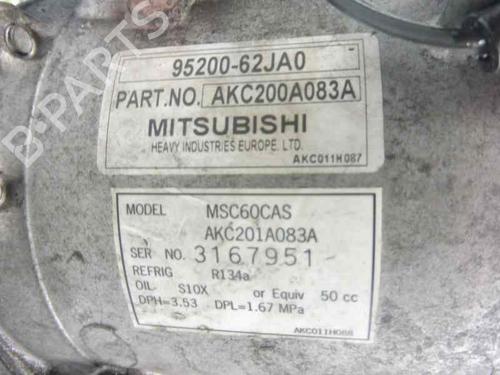 95200-62JA0
PART.NO. AKC200A083A
MITSUBISHI
HEAVY INDUSTRIES EUROPE. LTD.
AKC011H087
MODEL MSC60CAS
AKC201A083A
SER NO. 3167951
REFRIG R134a
OIL S10X or Equiv 50 cc
DPH=3.53 DPL=1.67 MPa
AKC011H088
B-PARTS